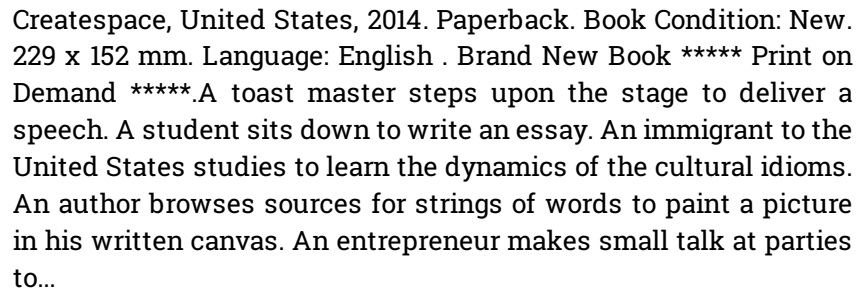 Createspace, United States, 2014. Paperback. Book Condition: New.
229 x 152 mm. Language: English . Brand New Book ***** Print on
Demand *****.A toast master steps upon the stage to deliver a
speech. A student sits down to write an essay. An immigrant to the
United States studies to learn the dynamics of the cultural idioms.
An author browses sources for strings of words to paint a picture
in his written canvas. An entrepreneur makes small talk at parties
to...